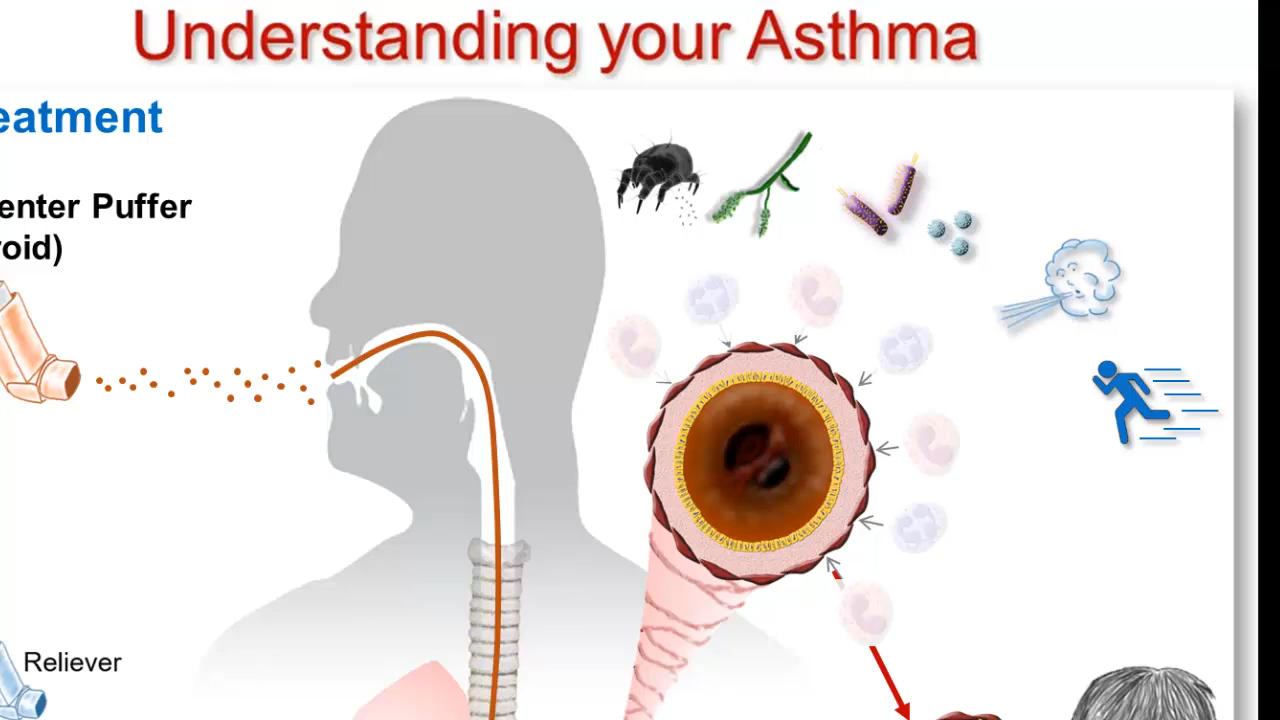 Understanding your Asthma
eatment
enter Puffer
oid)
Reliever